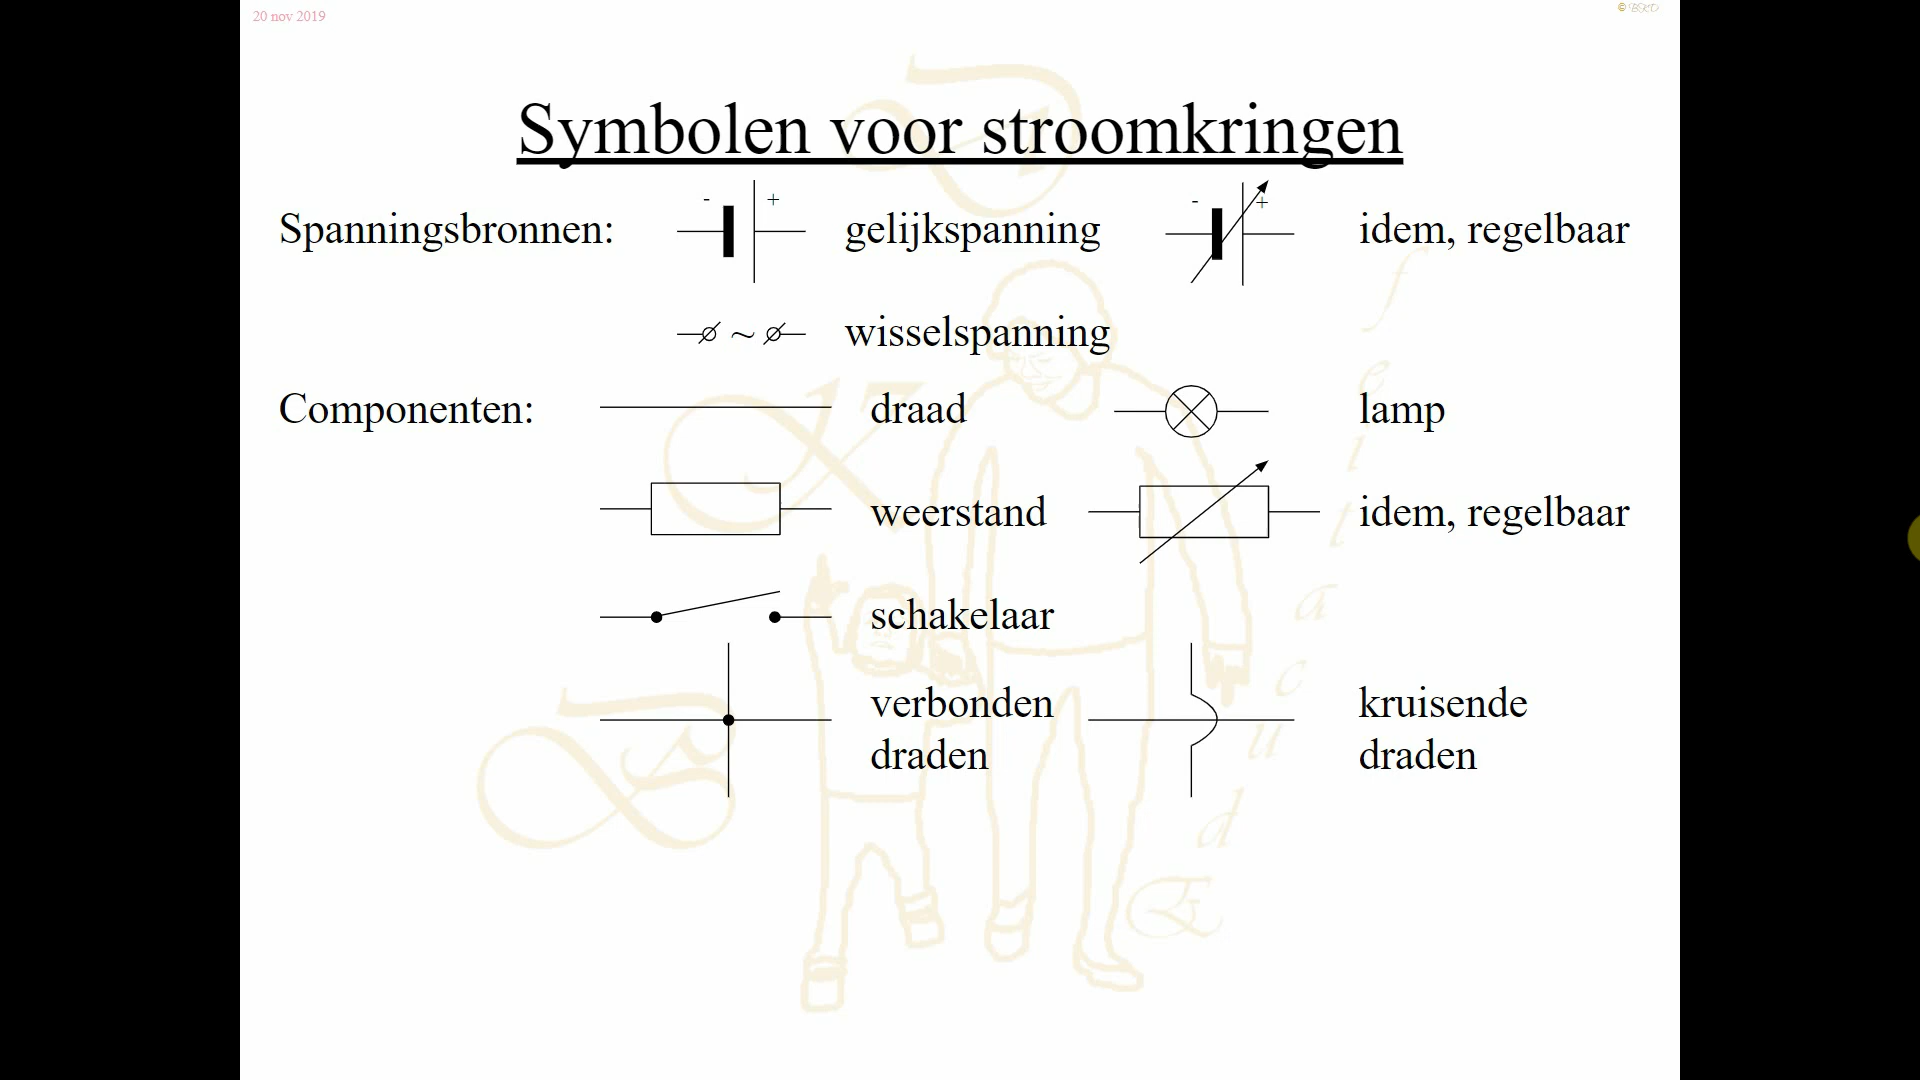 20 nov 2019
© BKD
Symbolen voor stroomkringen
Spanningsbronnen: - + gelijkspanning - + idem, regelbaar
~ wisselspanning
Componenten: draad lamp
weerstand idem, regelbaar
schakelaar
verbonden draden
kruisende draden